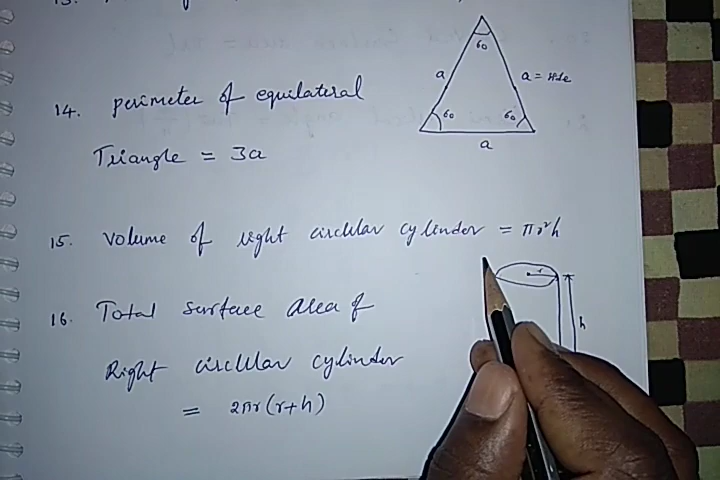 60
a
a = side
14. perimeter of equilateral
60
60
a
Triangle = 3a
15. Volume of right circular cylinder = πr²h
r
16. Total surface area of
h
Right circular cylinder
= 2πr(r+h)